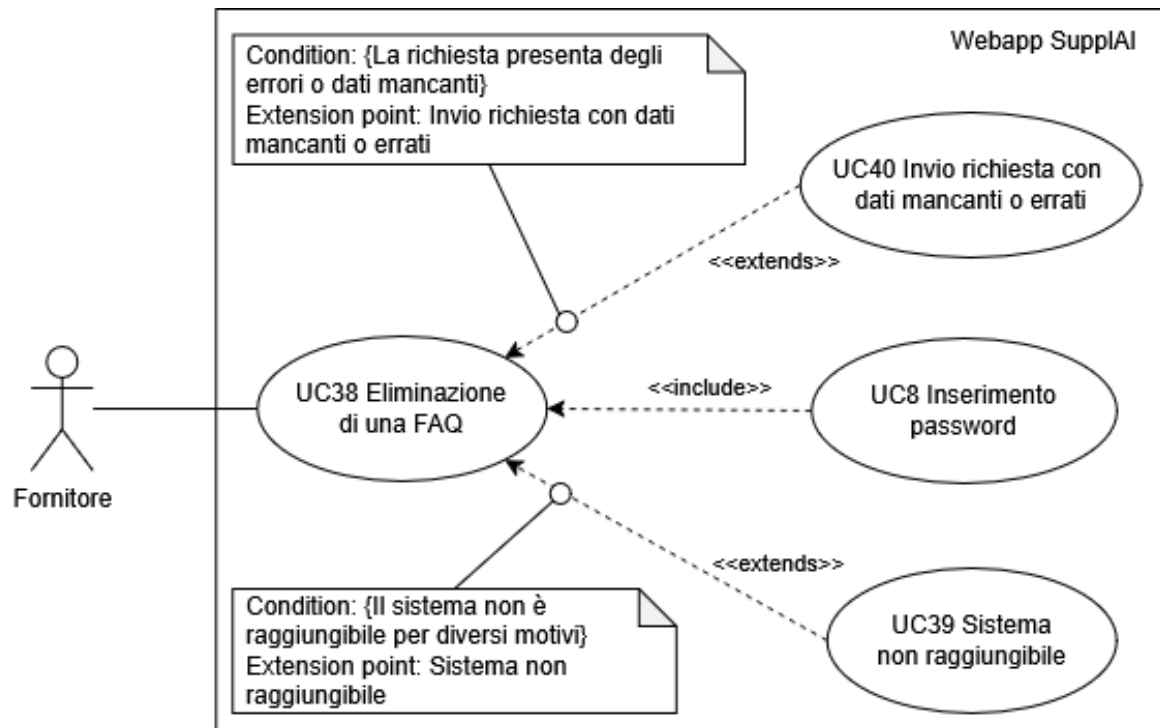 Webapp SupplAI
Condition: {La richiesta presenta degli
errori o dati mancanti}
Extension point: Invio richiesta con dati
mancanti o errati
UC40 Invio richiesta con
dati mancanti o errati
<<extends>>
UC38 Eliminazione
di una FAQ
<<include>>
UC8 Inserimento
password
Fornitore
<<extends>>
Condition: {Il sistema non è
raggiungibile per diversi motivi}
Extension point: Sistema non
raggiungibile
UC39 Sistema
non raggiungibile